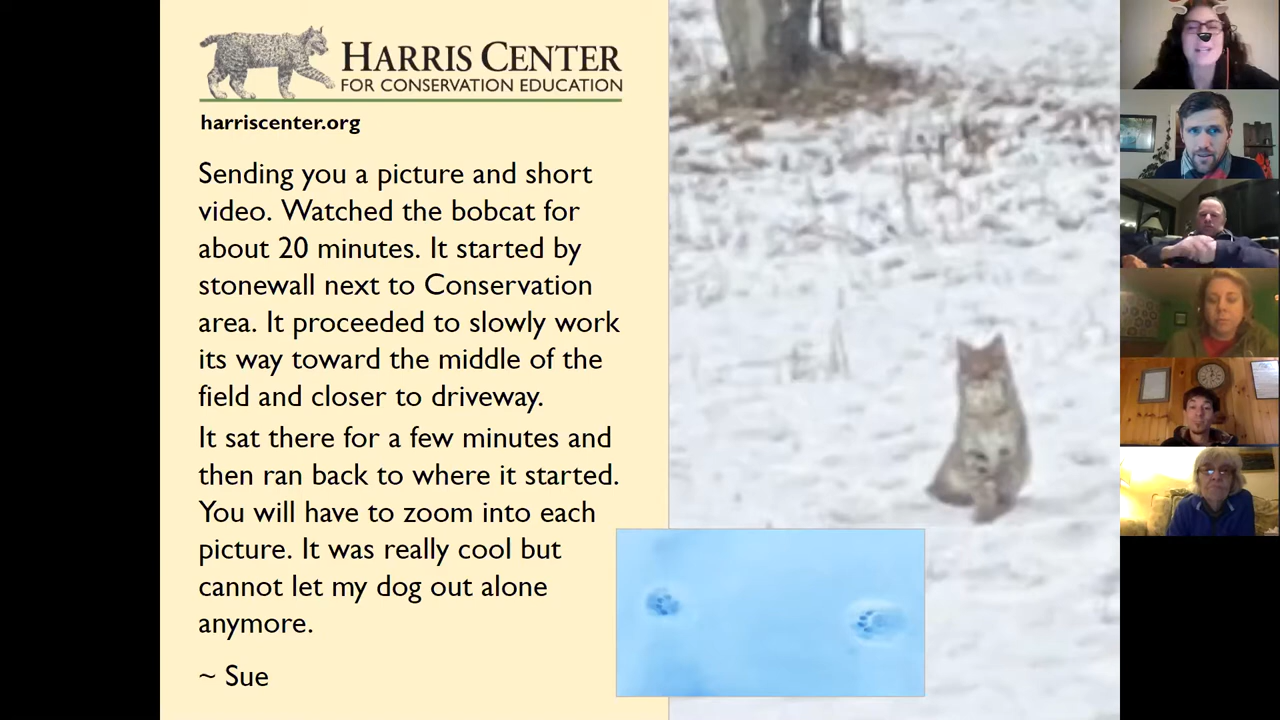 HARRIS CENTER
FOR CONSERVATION EDUCATION
harriscenter.org
Sending you a picture and short
video. Watched the bobcat for
about 20 minutes. It started by
stonewall next to Conservation
area. It proceeded to slowly work
its way toward the middle of the
field and closer to driveway.
It sat there for a few minutes and
then ran back to where it started.
You will have to zoom into each
picture. It was really cool but
cannot let my dog out alone
anymore.
~ Sue